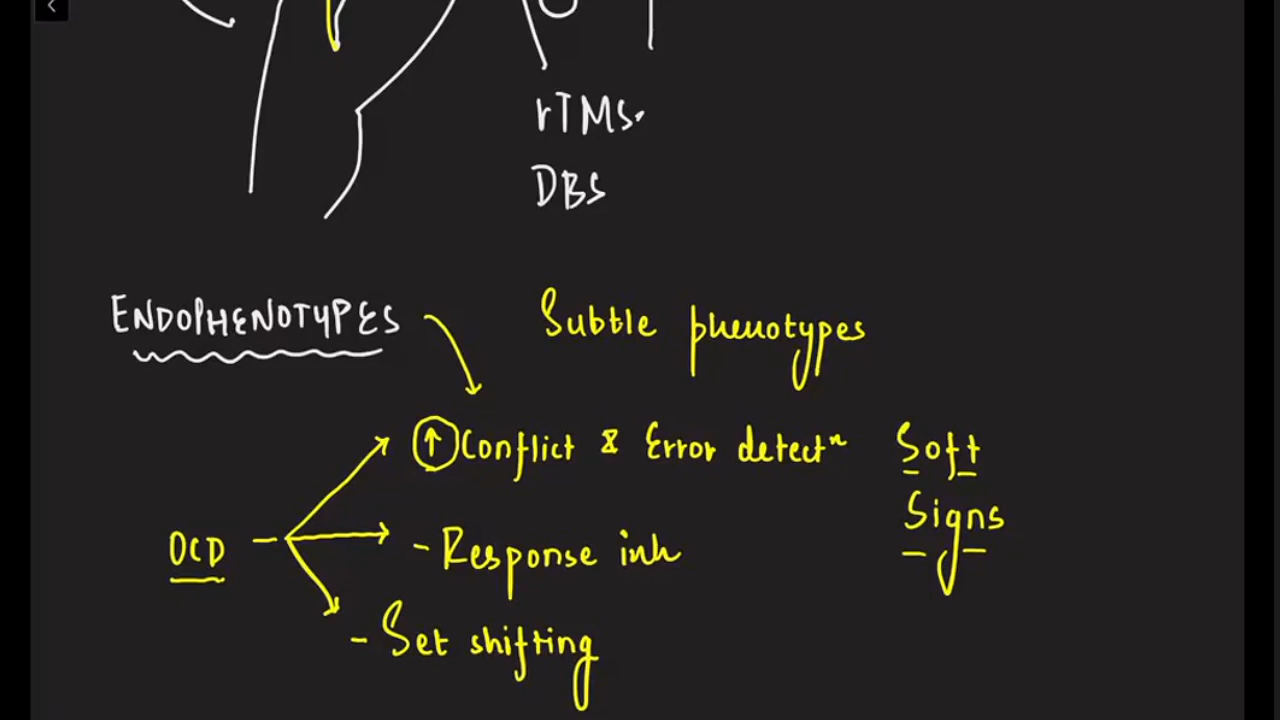 rTMS.
DBS
ENDOPHENOTYPES Subtle phenotypes
↑ Conflict & Error detectⁿ Soft
Signs
OCD - Response inh
- Set shifting